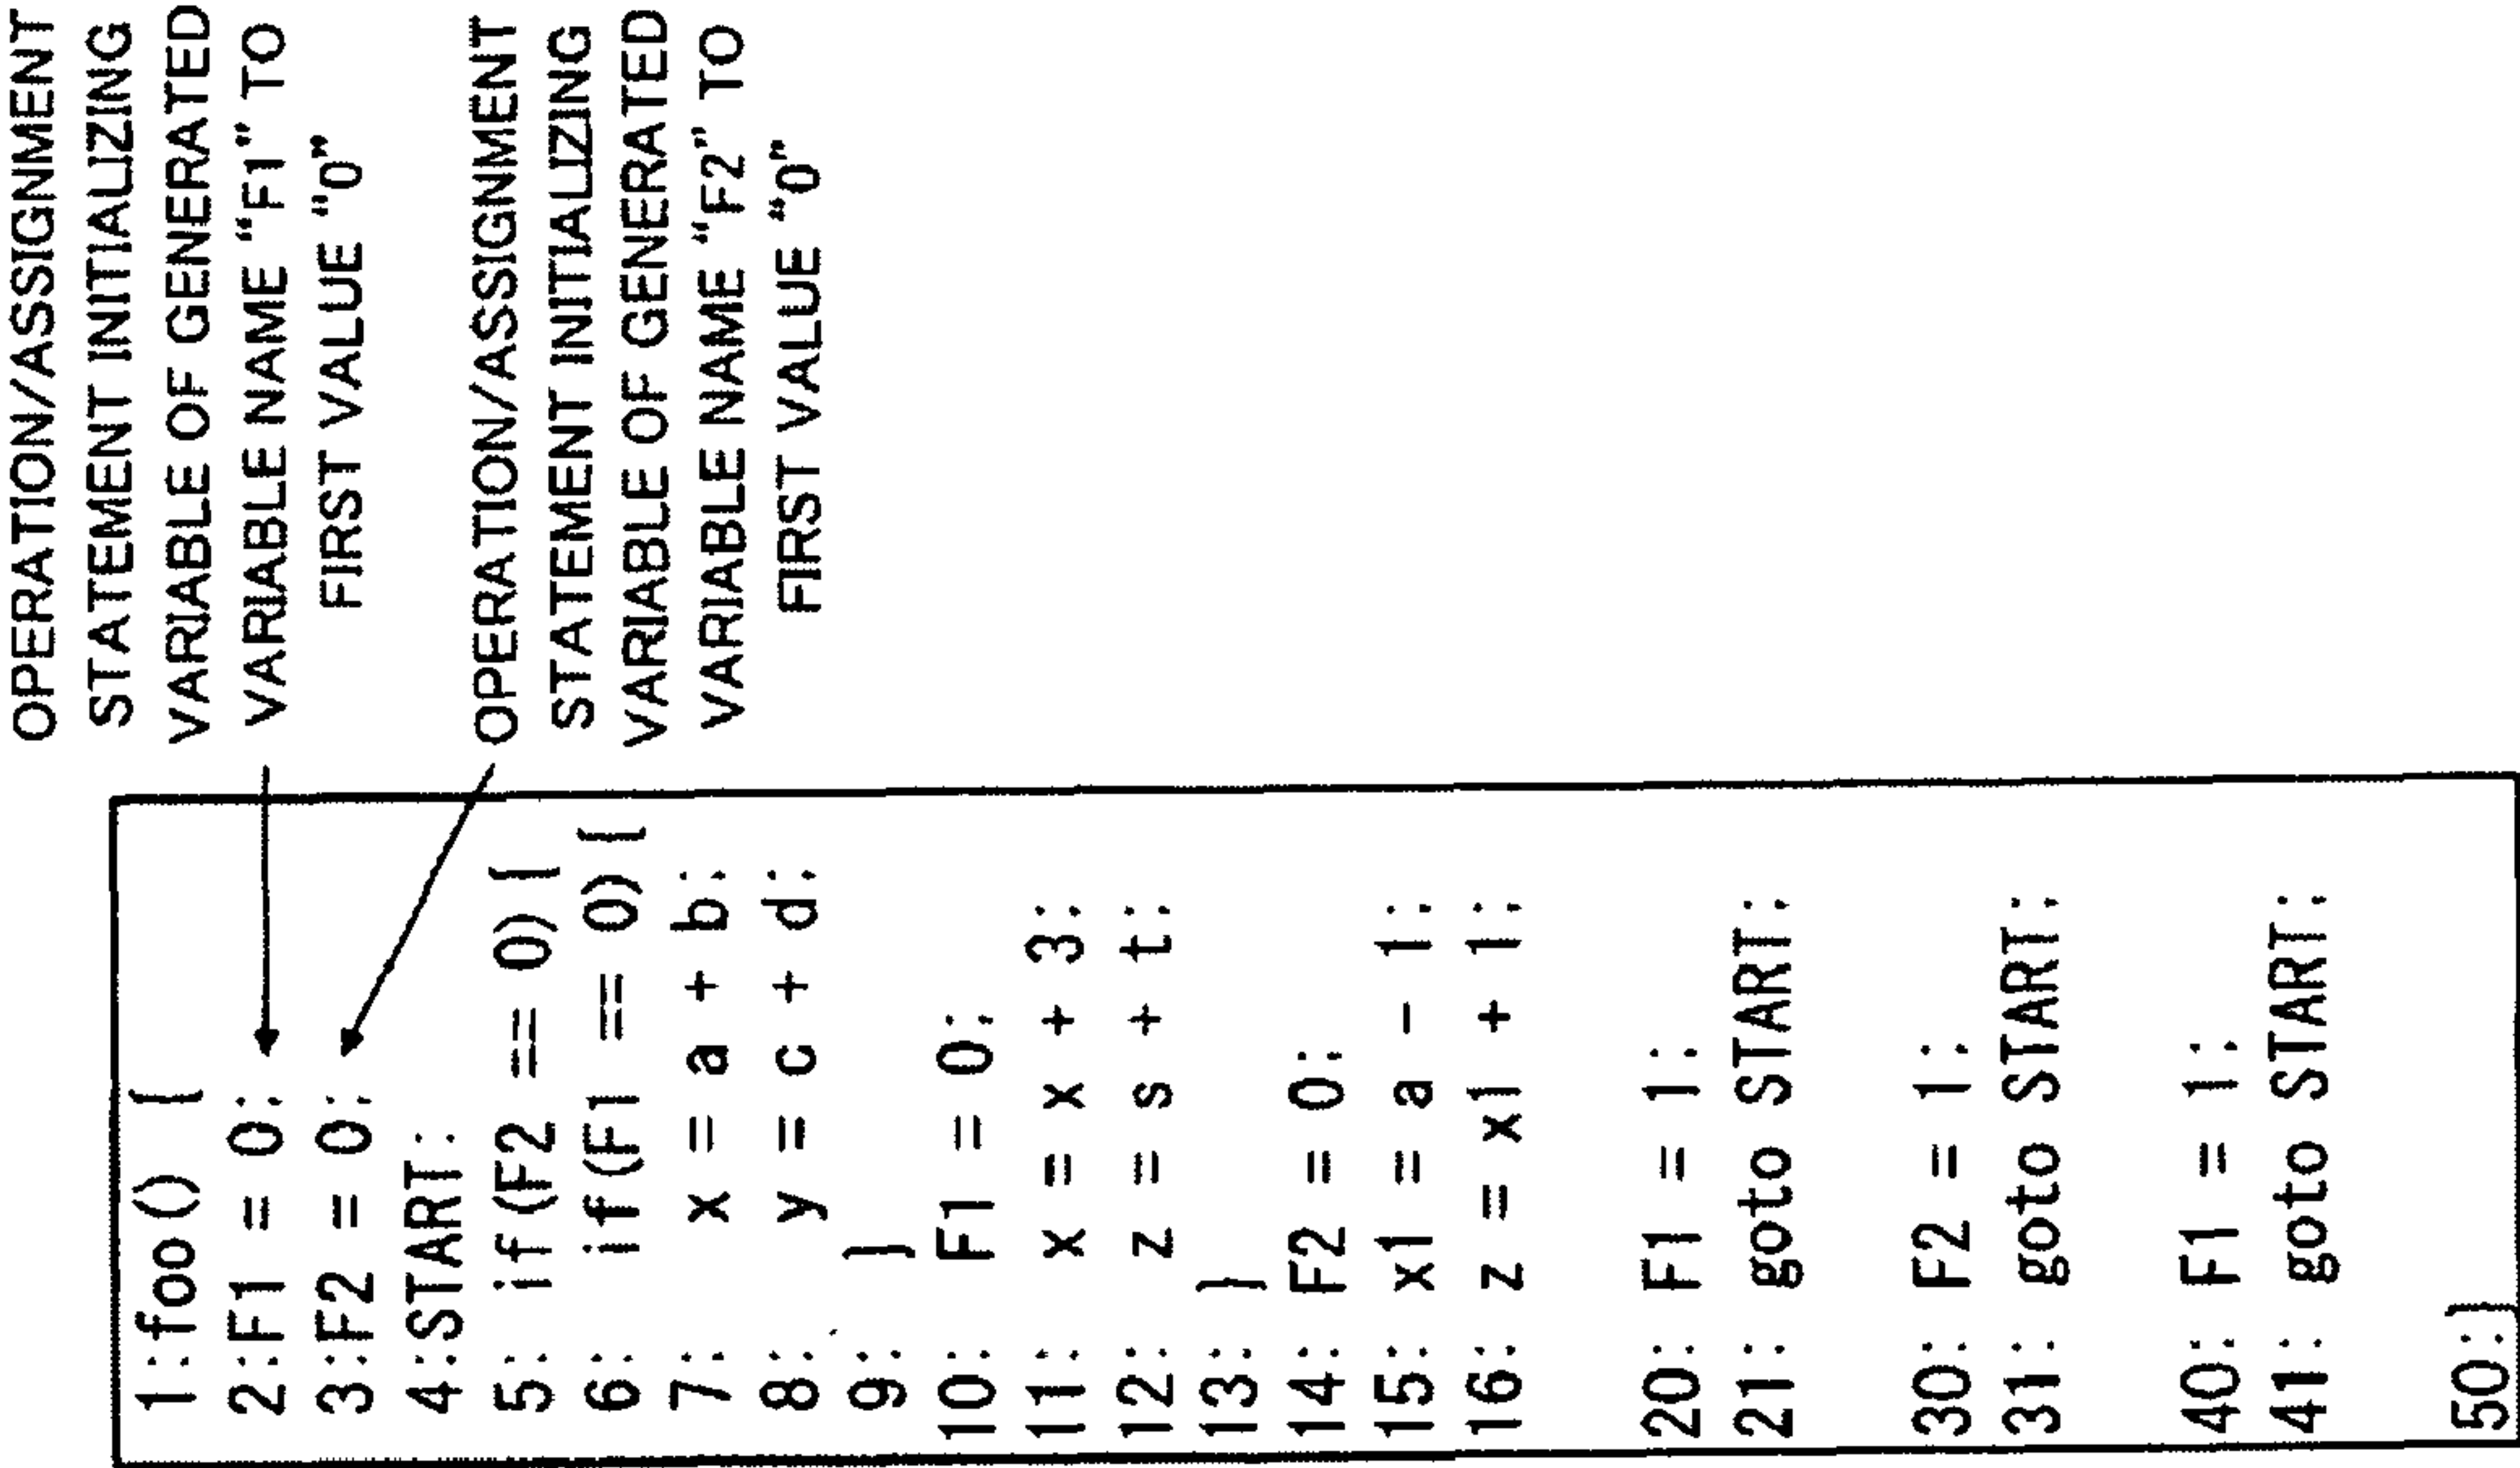 OPERATION/ASSIGNMENT
STATEMENT INITIALIZING
VARIABLE OF GENERATED
VARIABLE NAME "F1" TO
FIRST VALUE "0"
OPERATION/ASSIGNMENT
STATEMENT INITIALIZING
VARIABLE OF GENERATED
VARIABLE NAME "F2" TO
FIRST VALUE "0"
1:foo() {
2:F1 = 0;
3:F2 = 0;
4:START:
5: if(F2 == 0) {
6: if(F1 == 0) {
7: x = a + b;
8: y = c + d;
9: }
10: F1 = 0;
11: x = x + 3;
12: z = s + t;
13: }
14: F2 = 0;
15: x1 = a - 1;
16: z = x1 + 1;
20: F1 = 1;
21: goto START;
30: F2 = 1;
31: goto START;
40: F1 = 1;
41: goto START;
50:}